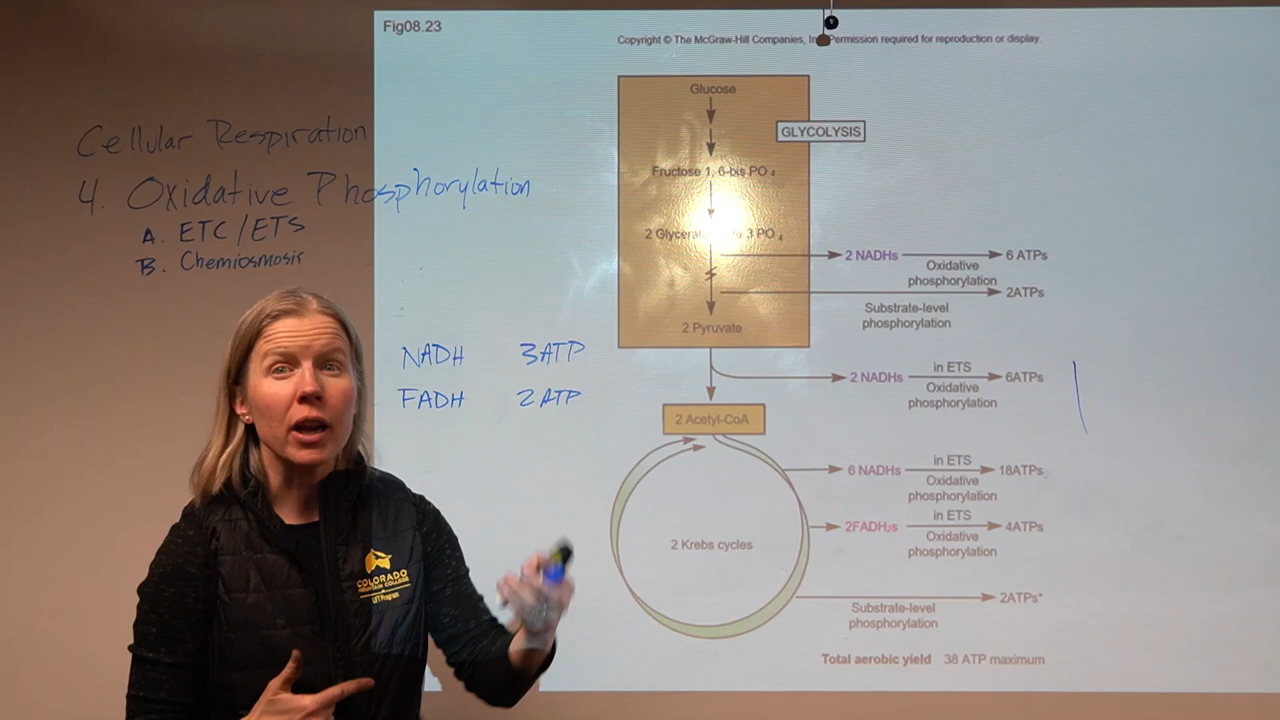 Fig08.23
Copyright © The McGraw-Hill Companies, Permission required for reproduction or display.
Cellular Respiration
4. Oxidative Phosphorylation
A. ETC/ETS
B. Chemiosmosis
NADH 3ATP
FADH 2 ATP
Glucose
GLYCOLYSIS
Fructose 1, 6-bis PO4
2 3 PO4
2 NADHs
Oxidative
phosphorylation
6 ATPs
Substrate-level
phosphorylation
2ATPs
2 Pyruvate
2 NADHs
in ETS
Oxidative
phosphorylation
6ATPs
2 Acetyl-CoA
6 NADHs
in ETS
Oxidative
phosphorylation
18ATPs
2FADH2s
in ETS
Oxidative
phosphorylation
4ATPs
2 Krebs cycles
Substrate-level
phosphorylation
2ATPs*
Total aerobic yield 38 ATP maximum
COLORADO
MOUNTAIN COLLEGE